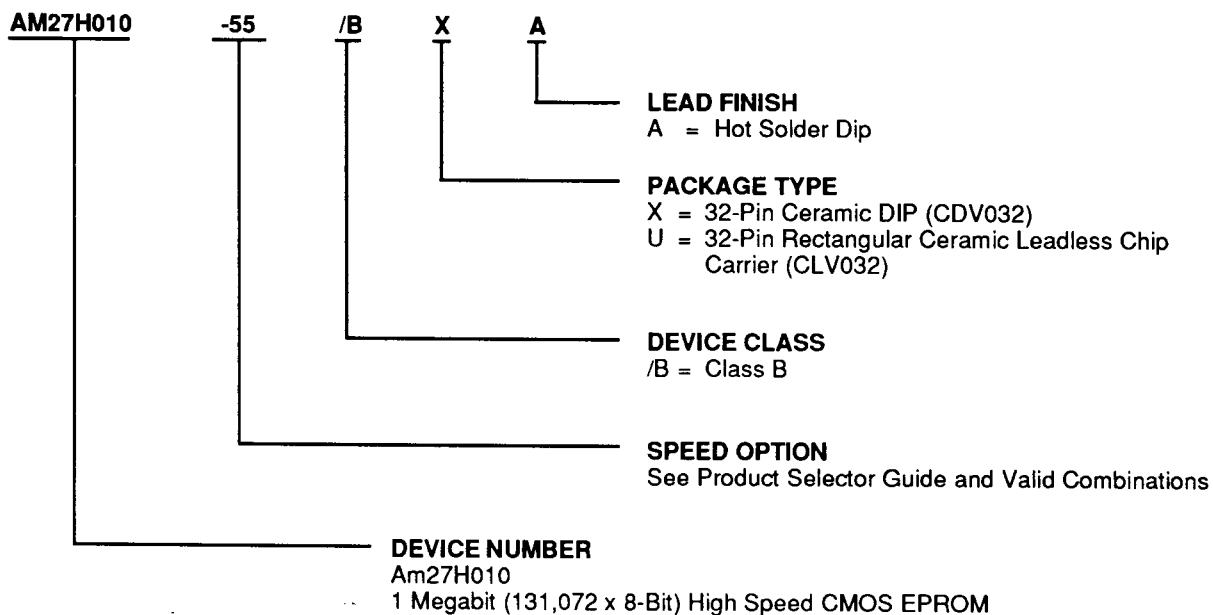 AM27H010 -55 /B X A
LEAD FINISH
A = Hot Solder Dip
PACKAGE TYPE
X = 32-Pin Ceramic DIP (CDV032)
U = 32-Pin Rectangular Ceramic Leadless Chip
Carrier (CLV032)
DEVICE CLASS
/B = Class B
SPEED OPTION
See Product Selector Guide and Valid Combinations
DEVICE NUMBER
Am27H010
1 Megabit (131,072 x 8-Bit) High Speed CMOS EPROM